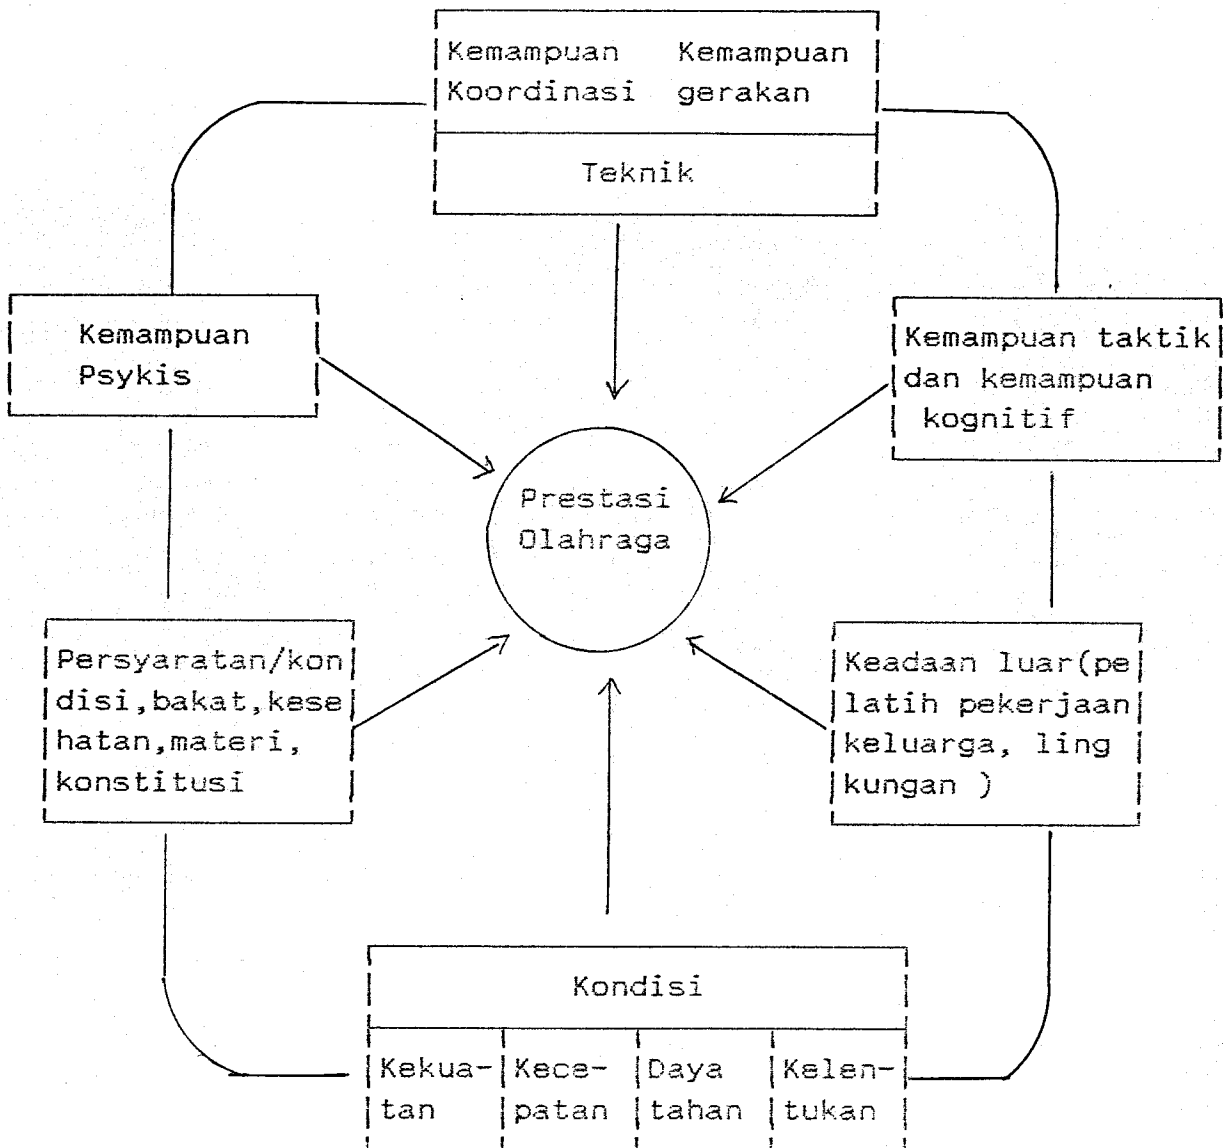 Kemampuan Kemampuan
Koordinasi gerakan
Teknik
Kemampuan
Psykis
Kemampuan taktik
dan kemampuan
kognitif
Prestasi
Olahraga
Persyaratan/kon
disi,bakat,kese
hatan,materi,
konstitusi
Keadaan luar(pe
latih pekerjaan
keluarga, ling
kungan )
Kondisi
Kekua-
tan
Kece-
patan
Daya
tahan
Kelen-
tukan